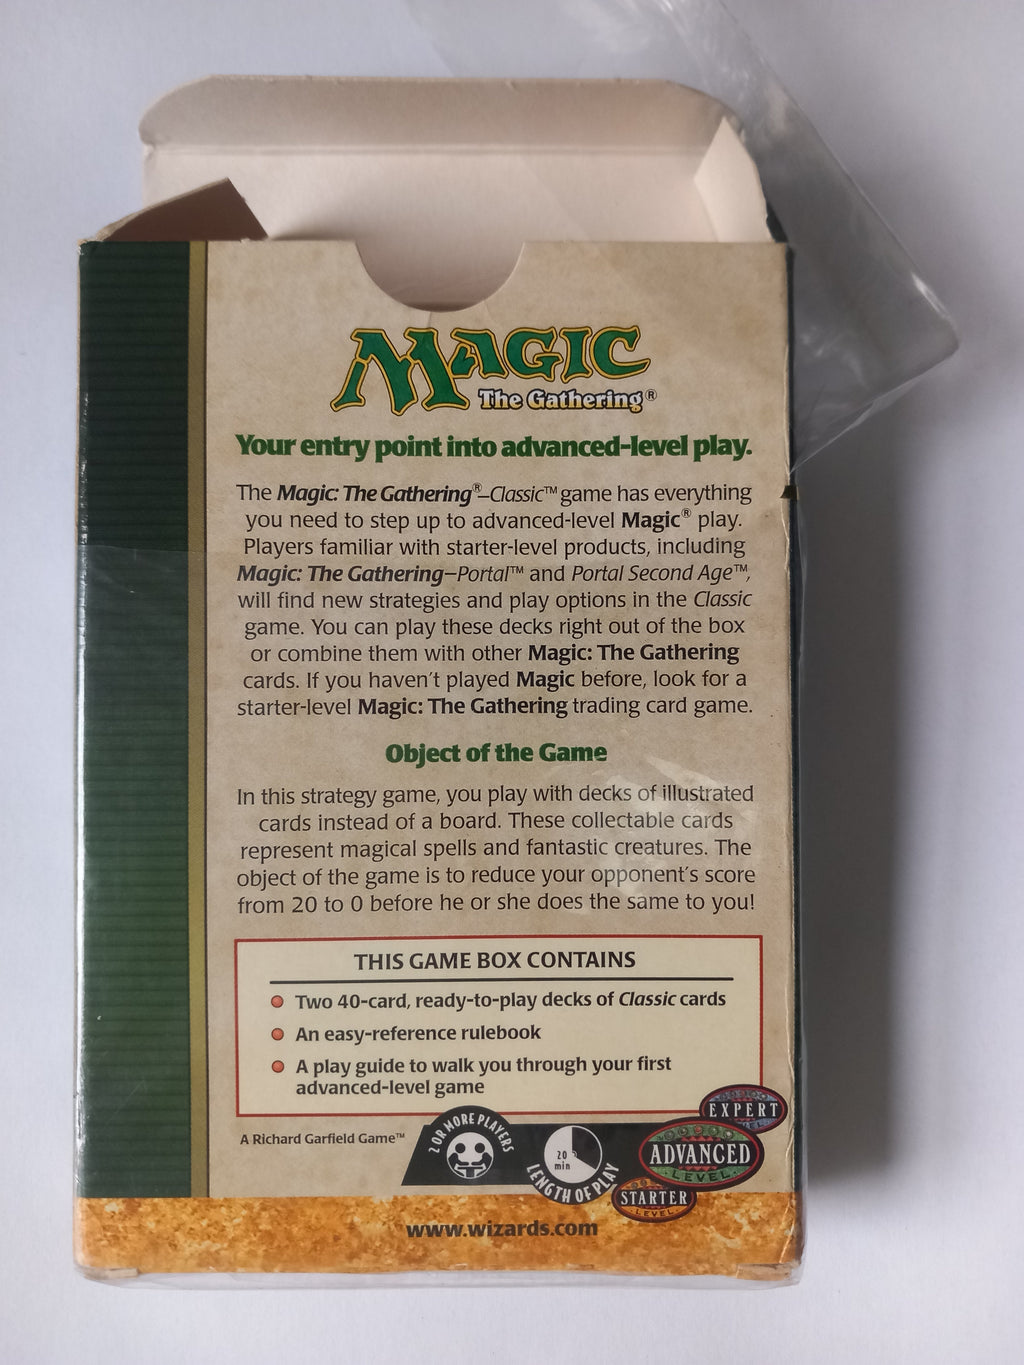 MAGIC
The Gathering®
Your entry point into advanced-level play.
The Magic: The Gathering®–Classic™ game has everything
you need to step up to advanced-level Magic® play.
Players familiar with starter-level products, including
Magic: The Gathering–Portal™ and Portal Second Age™,
will find new strategies and play options in the Classic
game. You can play these decks right out of the box
or combine them with other Magic: The Gathering
cards. If you haven't played Magic before, look for a
starter-level Magic: The Gathering trading card game.
Object of the Game
In this strategy game, you play with decks of illustrated
cards instead of a board. These collectable cards
represent magical spells and fantastic creatures. The
object of the game is to reduce your opponent's score
from 20 to 0 before he or she does the same to you!
THIS GAME BOX CONTAINS
Two 40-card, ready-to-play decks of Classic cards
An easy-reference rulebook
A play guide to walk you through your first
advanced-level game
A Richard Garfield Game™
2 OR MORE PLAYERS
20
min
LENGTH OF PLAY
EXPERT
ADVANCED
LEVEL
STARTER
LEVEL
www.wizards.com